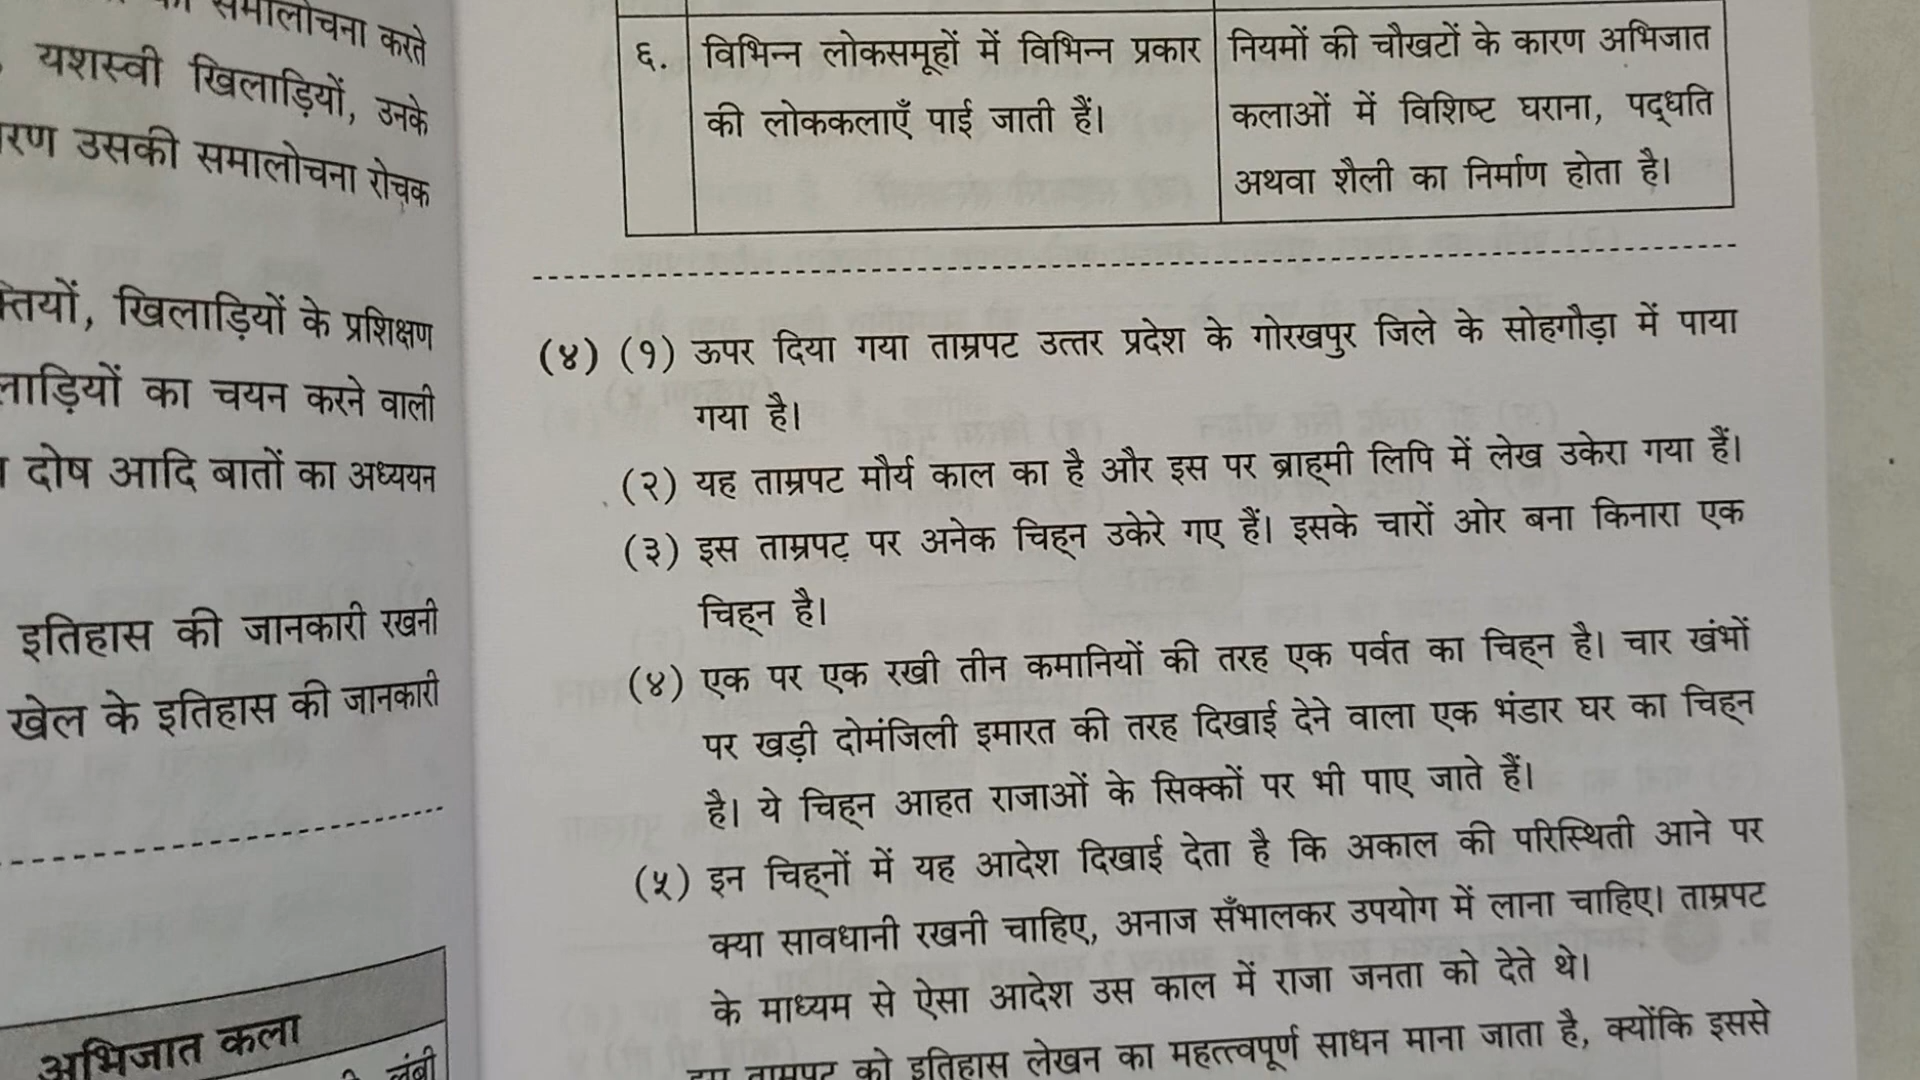 समालोचना करते
यशस्वी खिलाड़ियों, उनके
उसकी समालोचना रोचक
खिलाड़ियों के प्रशिक्षण
का चयन करने वाली
दोष आदि बातों का अध्ययन
इतिहास की जानकारी रखनी
खेल के इतिहास की जानकारी
अभिजात कला
लंबी
६. विभिन्न लोकसमूहों में विभिन्न प्रकार
की लोककलाएँ पाई जाती हैं।
नियमों की चौखटों के कारण अभिजात
कलाओं में विशिष्ट घराना, पद्धति
अथवा शैली का निर्माण होता है।
(४) (१) ऊपर दिया गया ताम्रपट उत्तर प्रदेश के गोरखपुर जिले के सोहगौड़ा में पाया
गया है।
(२) यह ताम्रपट मौर्य काल का है और इस पर ब्राह्मी लिपि में लेख उकेरा गया हैं।
(३) इस ताम्रपट पर अनेक चिह्न उकेरे गए हैं। इसके चारों ओर बना किनारा एक
चिह्न है।
(४) एक पर एक रखी तीन कमानियों की तरह एक पर्वत का चिह्न है। चार खंभों
पर खड़ी दोमंजिली इमारत की तरह दिखाई देने वाला एक भंडार घर का चिह्न
है। ये चिह्न आहत राजाओं के सिक्कों पर भी पाए जाते हैं।
(५) इन चिह्नों में यह आदेश दिखाई देता है कि अकाल की परिस्थिती आने पर
क्या सावधानी रखनी चाहिए, अनाज सँभालकर उपयोग में लाना चाहिए। ताम्रपट
के माध्यम से ऐसा आदेश उस काल में राजा जनता को देते थे।
ताम्रपट को इतिहास लेखन का महत्त्वपूर्ण साधन माना जाता है, क्योंकि इससे